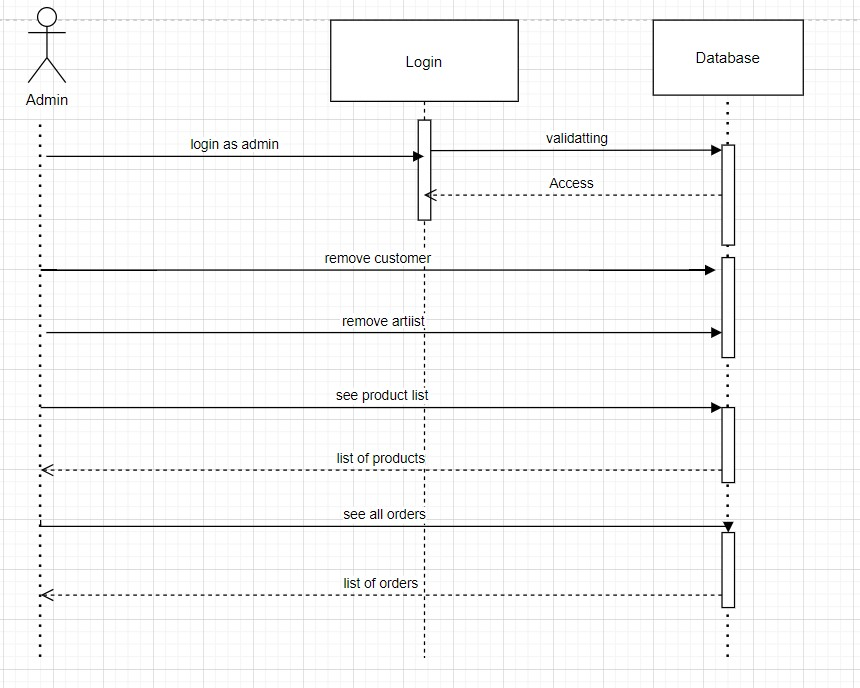 Admin
Login
Database
login as admin
validatting
Access
remove customer
remove artiist
see product list
list of products
see all orders
list of orders